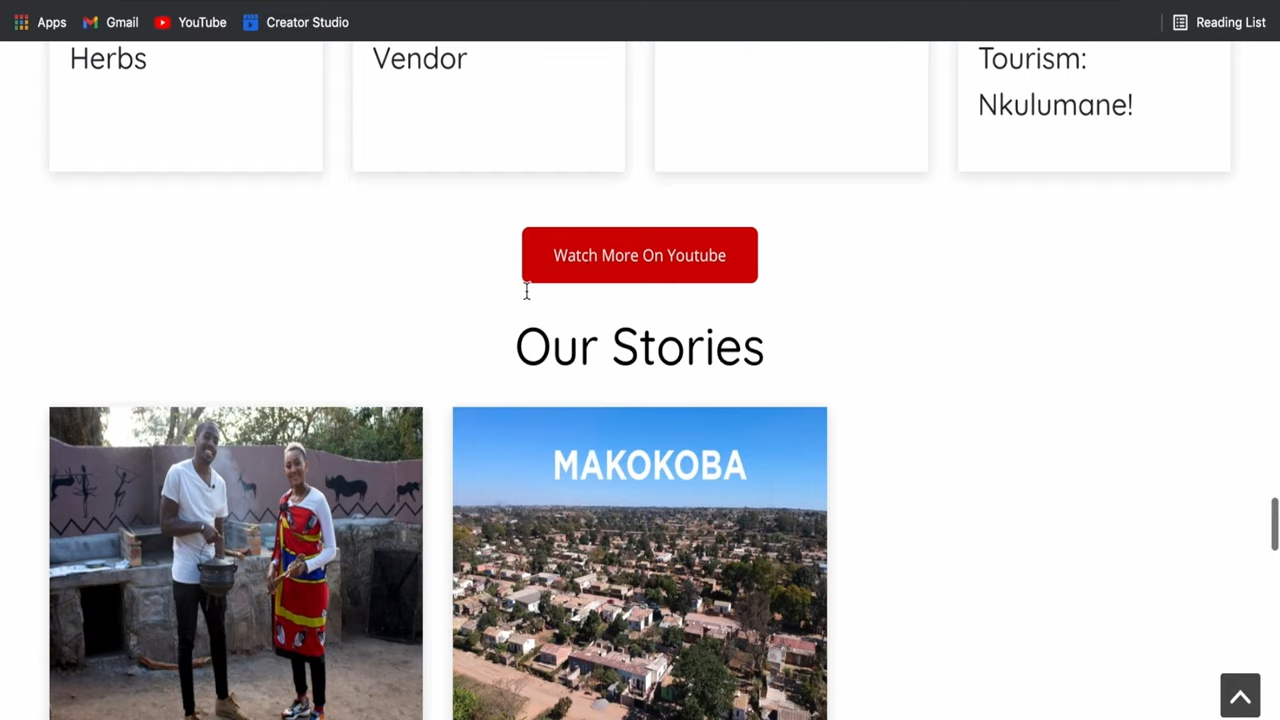 Apps Gmail YouTube Creator Studio Reading List
Herbs
Vendor
Tourism:
Nkulumane!
Watch More On Youtube
Our Stories
MAKOKOBA